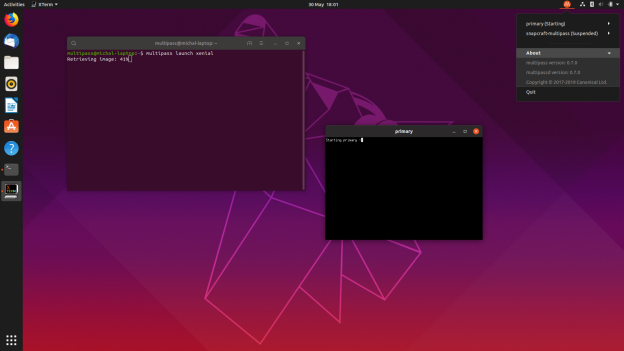 Activities
XTerm
30 May 18:01
multipass@michal-laptop: ~
multipass@michal-laptop:~$ multipass launch xenial
Retrieving image: 41%
primary
Starting primary
primary (Starting)
snapcraft-multipass (Suspended)
About
multipass version: 0.7.0
multipassd version: 0.7.0
Copyright © 2017-2019 Canonical Ltd.
Quit